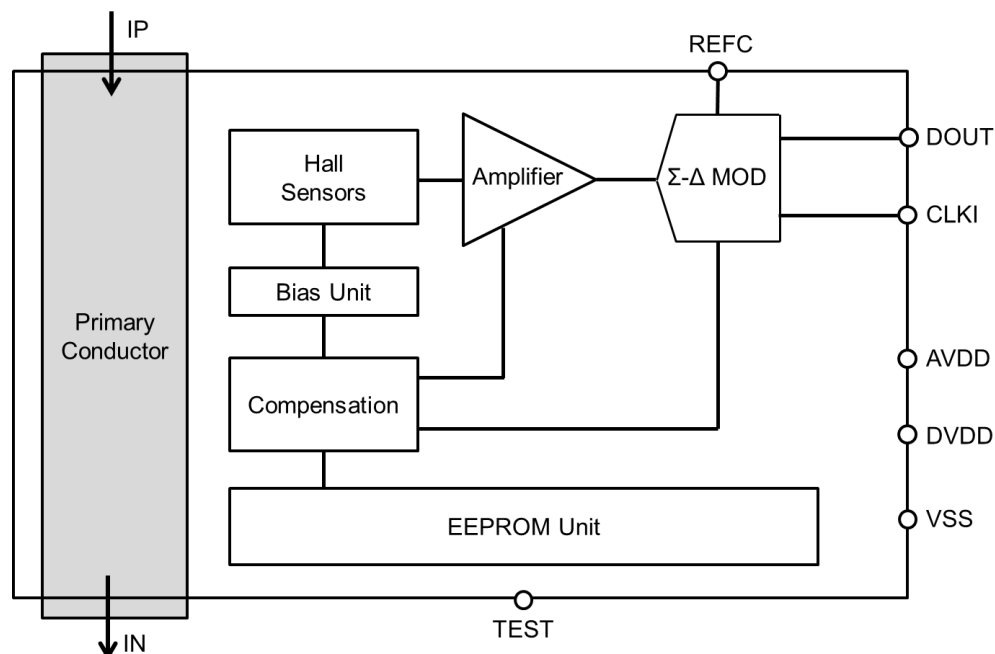 IP
REFC
DOUT
Hall
Sensors
Amplifier
Σ-Δ MOD
CLKI
Bias Unit
Primary
Conductor
AVDD
Compensation
DVDD
EEPROM Unit
VSS
TEST
IN